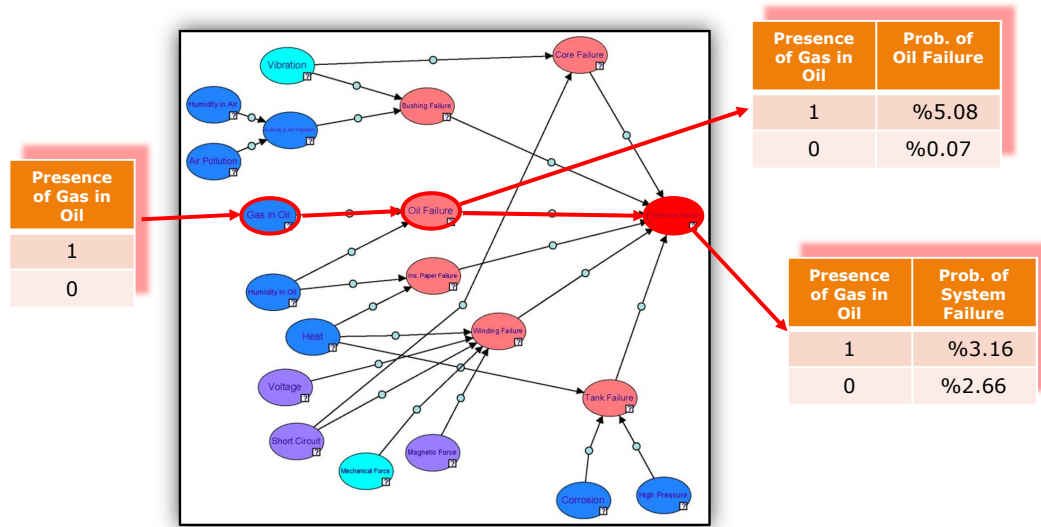 Presence
of Gas in
Oil
1
0
Vibration
?
Core Failure
?
Humidity in Air
?
Bushing Failure
?
?
Air Pollution
?
Gas in Oil
?
Oil Failure
?
?
Humidity in Oil
?
Ins. Paper Failure
?
Heat
?
Winding Failure
?
Voltage
?
Tank Failure
?
Short Circuit
?
Magnetic Force
?
Mechanical Force
?
Corrosion
?
High Pressure
?
Presence
of Gas in
Oil
Prob. of
Oil Failure
1 %5.08
0 %0.07
Presence
of Gas in
Oil
Prob. of
System
Failure
1 %3.16
0 %2.66